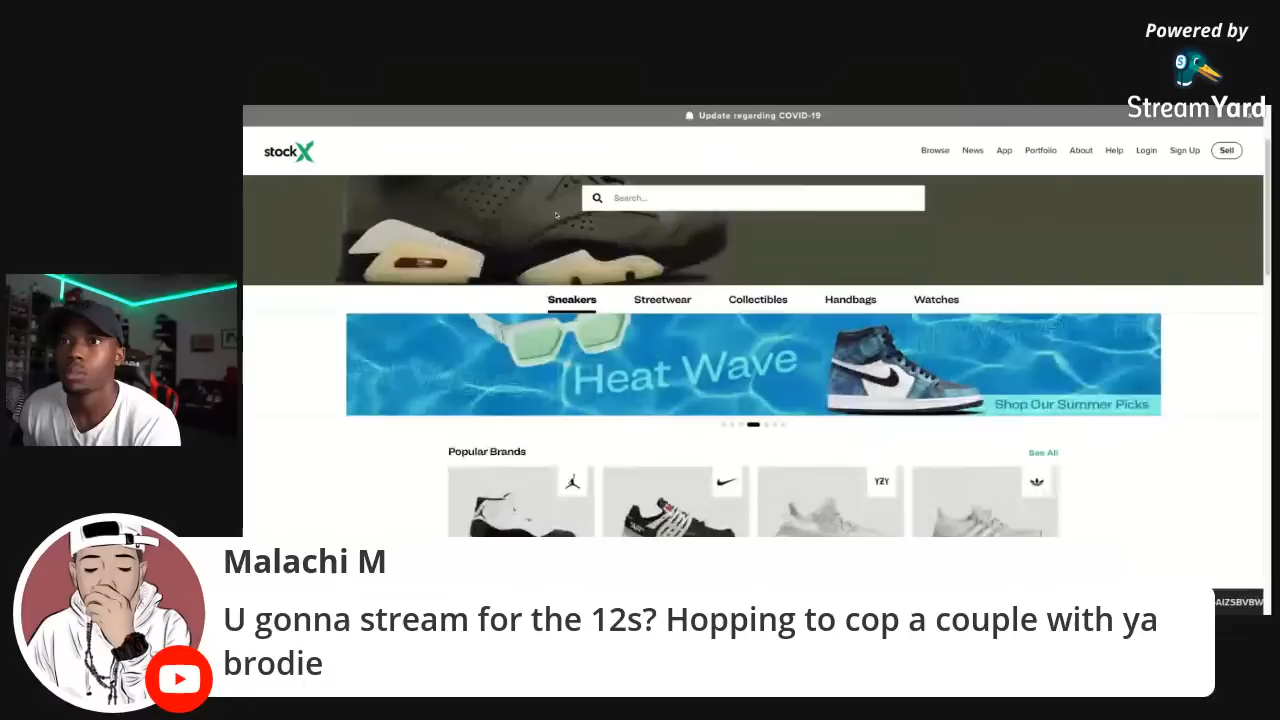 Powered by
StreamYard
Update regarding COVID-19
stockX
Browse News App Portfolio About Help Login Sign Up Sell
Search...
Sneakers Streetwear Collectibles Handbags Watches
Heat Wave
Shop Our Summer Picks
Popular Brands
See All
YZY
AIZSBVBW
Malachi M
U gonna stream for the 12s? Hopping to cop a couple with ya
brodie